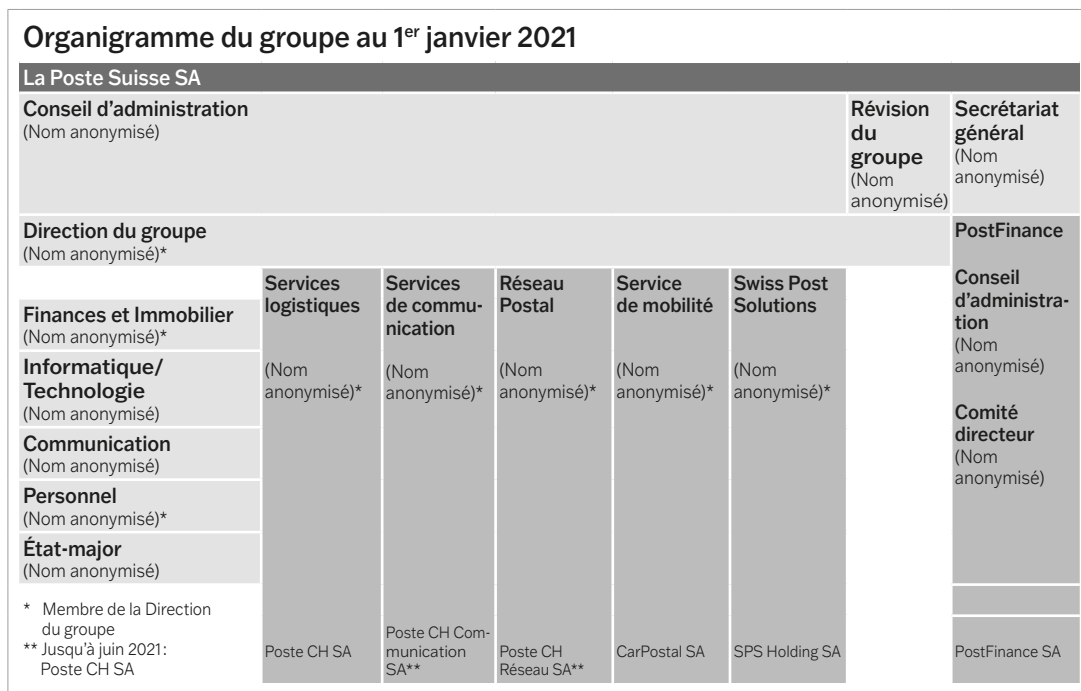 Organigramme du groupe au 1er janvier 2021
La Poste Suisse SA
Conseil d'administration
(Nom anonymisé)
Révision
du
groupe
(Nom
anonymisé)
Secrétariat
général
(Nom
anonymisé)
Direction du groupe
(Nom anonymisé)*
PostFinance
Conseil
d'administra-
tion
(Nom
anonymisé)
Comité
directeur
(Nom
anonymisé)
Finances et Immobilier
(Nom anonymisé)*
Informatique/
Technologie
(Nom anonymisé)
Communication
(Nom anonymisé)
Personnel
(Nom anonymisé)*
État-major
(Nom anonymisé)
Services
logistiques
(Nom
anonymisé)*
Services
de commu-
nication
(Nom
anonymisé)*
Réseau
Postal
(Nom
anonymisé)*
Service
de mobilité
(Nom
anonymisé)*
Swiss Post
Solutions
(Nom
anonymisé)*
* Membre de la Direction
du groupe
** Jusqu'à juin 2021:
Poste CH SA
Poste CH SA
Poste CH Com-
munication
SA**
Poste CH
Réseau SA**
CarPostal SA
SPS Holding SA
PostFinance SA